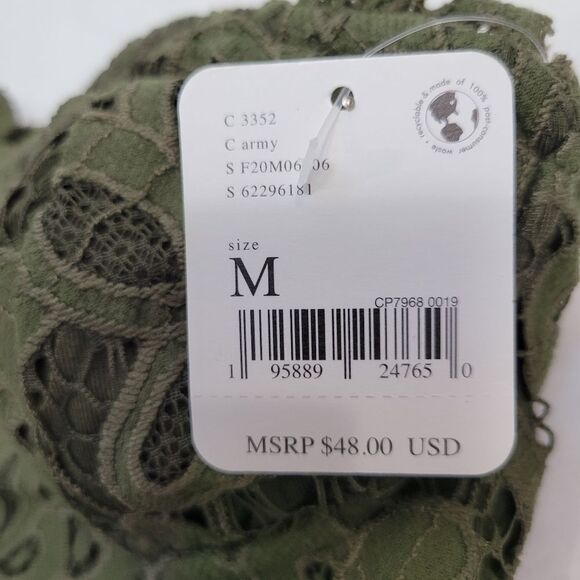 C 3352
C army
S F20M06 06
S 62296181
recyclable & made of 100% post-consumer waste
size
M
CP7968 0019
1 95889 24765 0
MSRP $48.00 USD